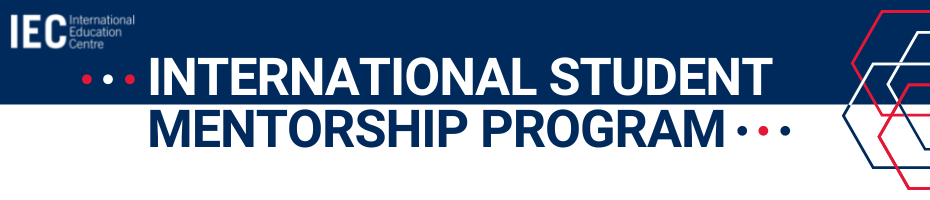 IEC International
Education
Centre
INTERNATIONAL STUDENT
MENTORSHIP PROGRAM